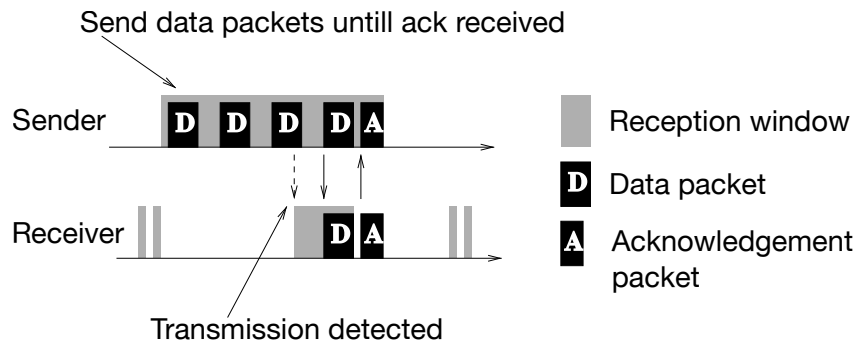 Send data packets untill ack received
Sender
D D D D A
Receiver
D A
Transmission detected
Reception window
D Data packet
A Acknowledgement
packet